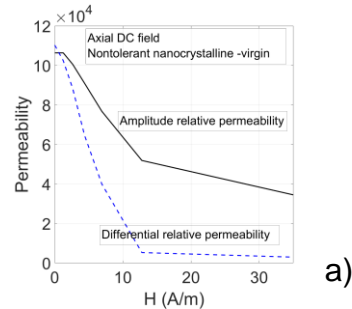 ×10⁴
12
Axial DC field
Nontolerant nanocrystalline -virgin
10
8
Amplitude relative permeability
6
4
2
Differential relative permeability
0
0 10 20 30
Permeability
H (A/m)
a)